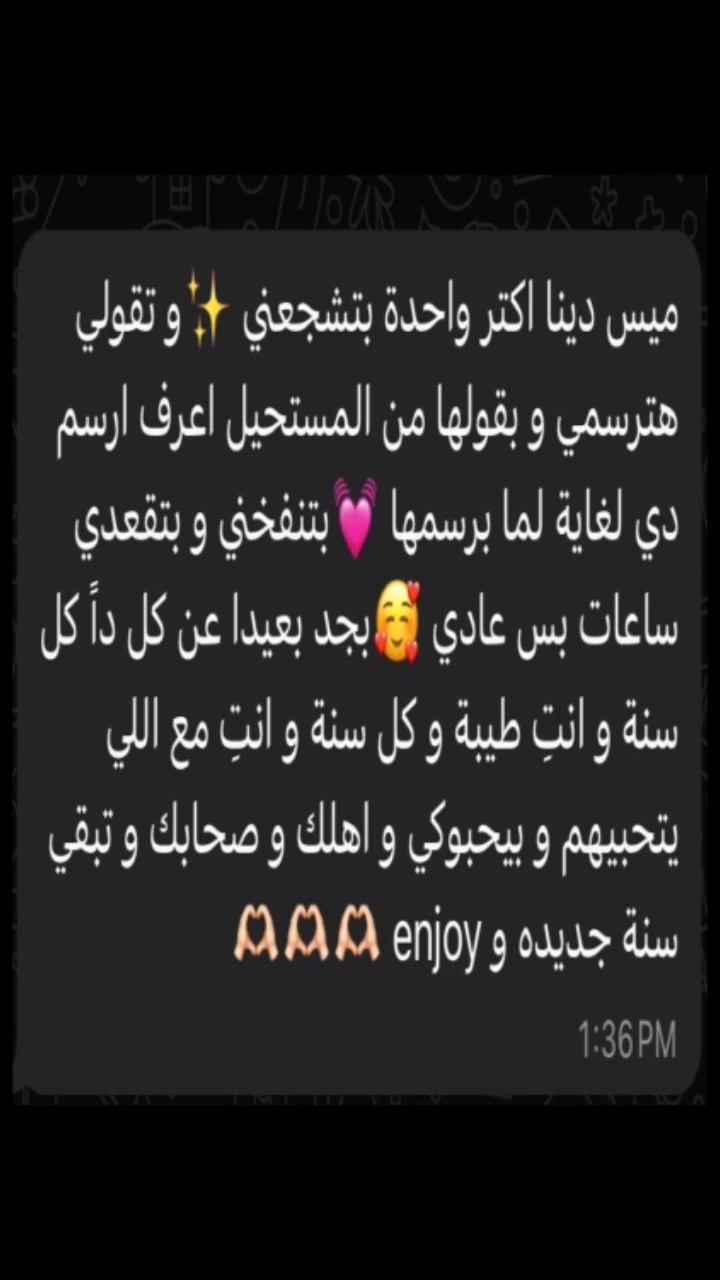 ميس دينا اكتر واحدة بتشجعني ✨ و تقولي
هترسمي و بقولها من المستحيل اعرف ارسم
دي لغاية لما برسمها 💓 بتنفخني و بتقعدي
ساعات بس عادي 🥰 بجد بعيدا عن كل داً كل
سنة و انتِ طيبة و كل سنة و انتِ مع اللي
يتحبيهم و بيحبوكي و اهلك و صحابك و تبقي
سنة جديده و enjoy 🫶🏻🫶🏻🫶🏻
1:36 PM